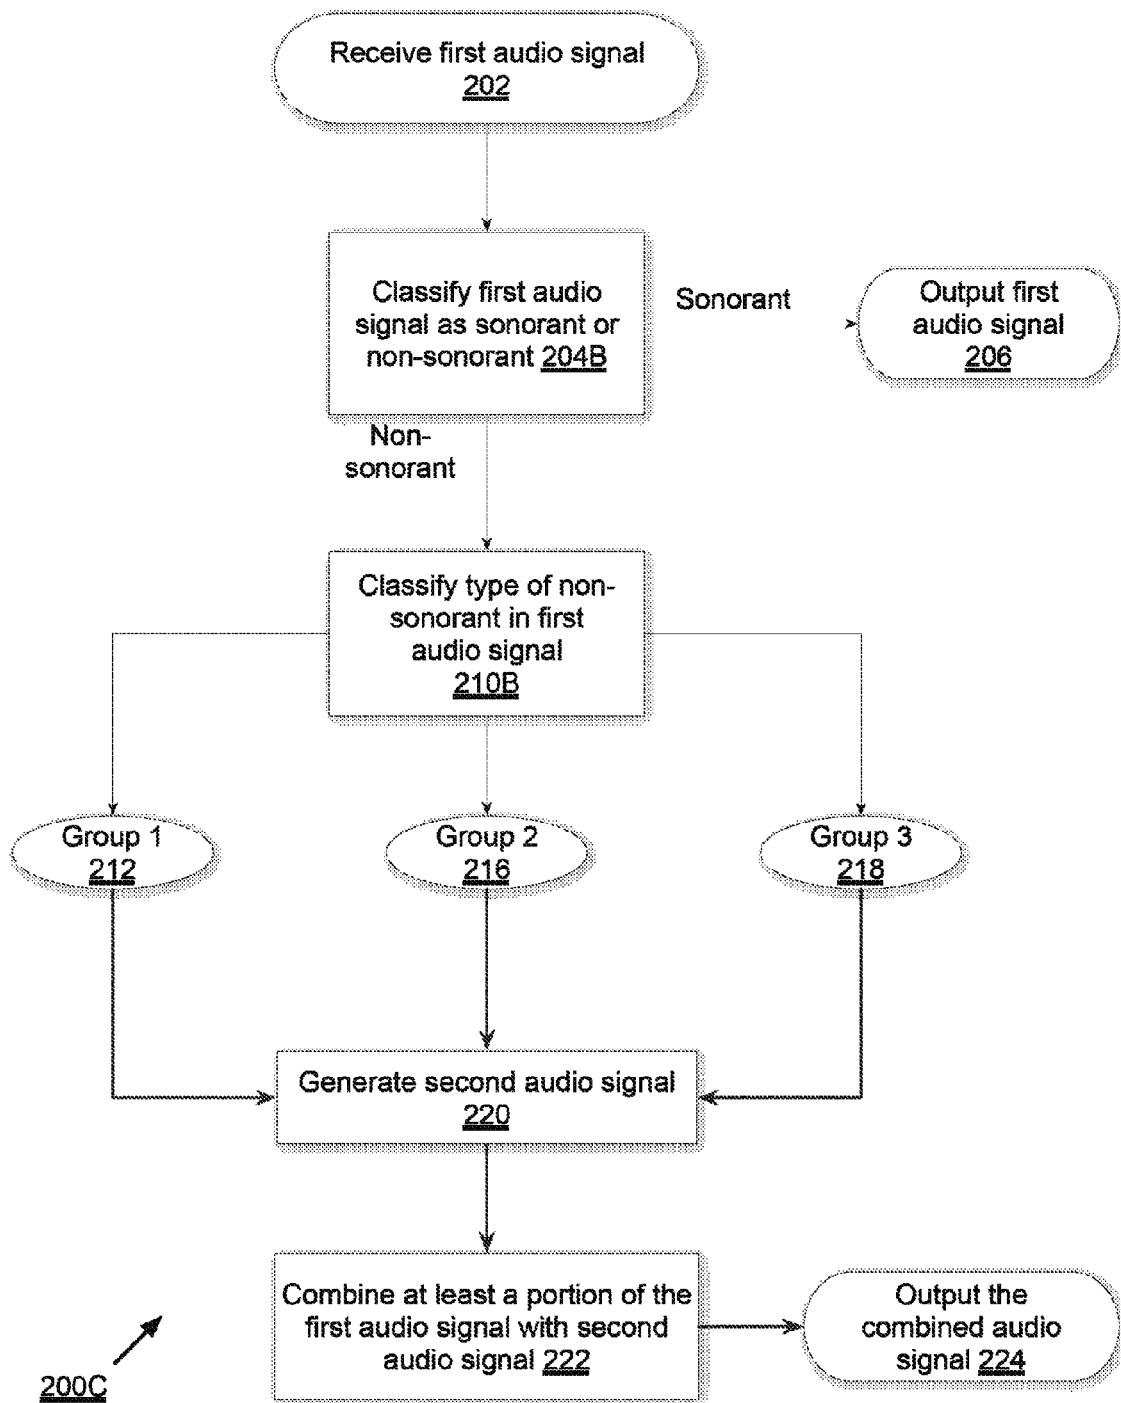 Receive first audio signal
202
Classify first audio
signal as sonorant or
non-sonorant 204B
Sonorant
Output first
audio signal
206
Non-
sonorant
Classify type of non-
sonorant in first
audio signal
210B
Group 1
212
Group 2
216
Group 3
218
Generate second audio signal
220
Combine at least a portion of the
first audio signal with second
audio signal 222
Output the
combined audio
signal 224
200C